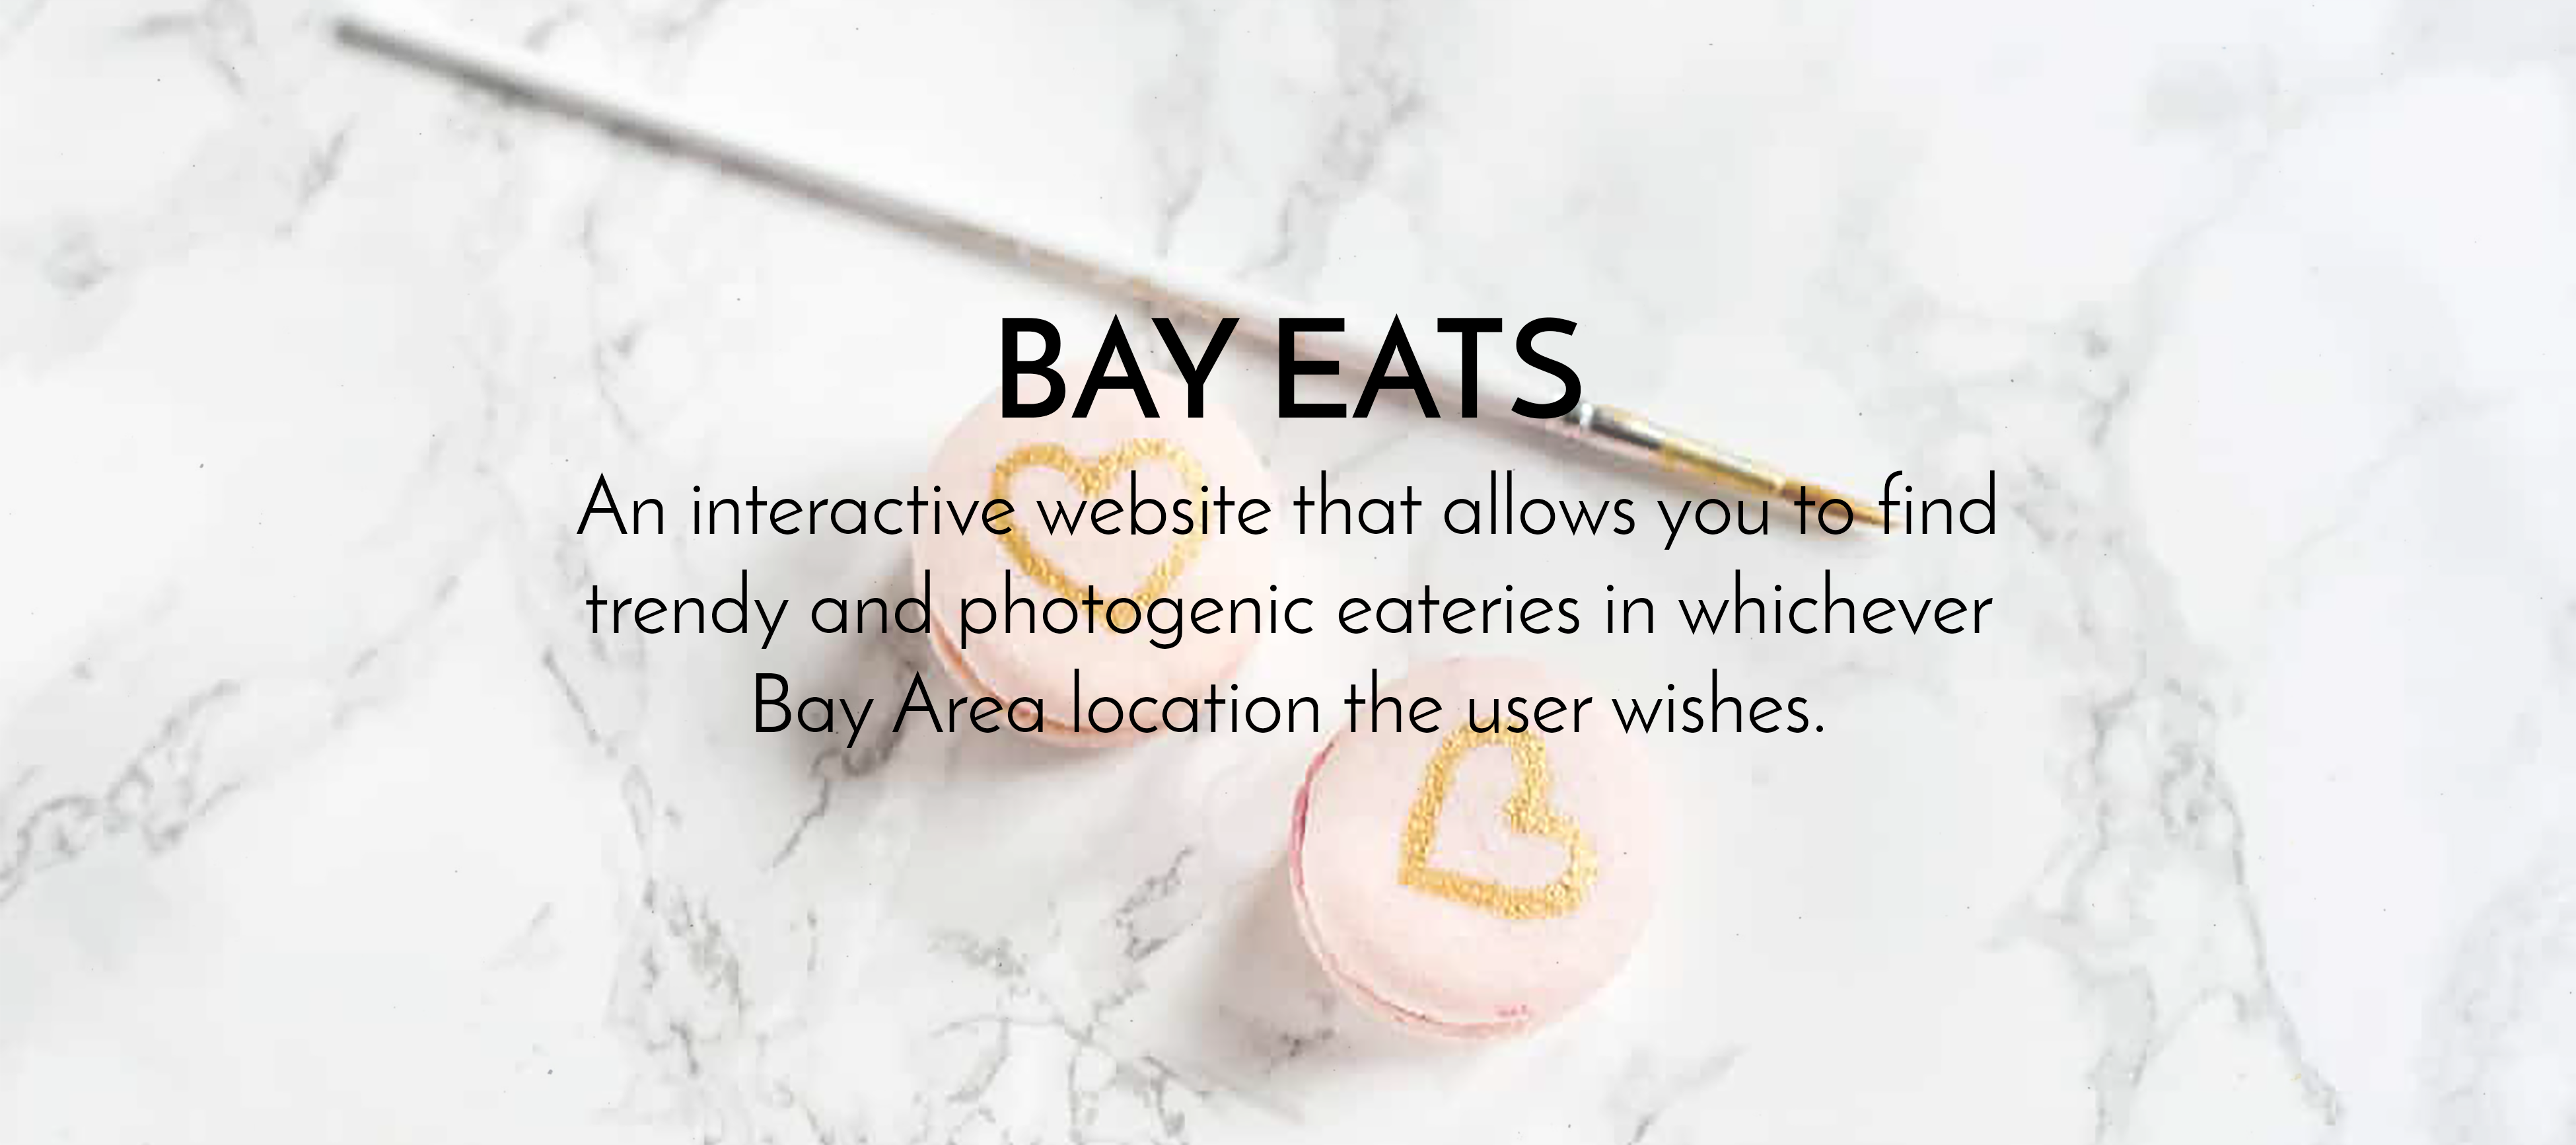 BAY EATS
An interactive website that allows you to find
trendy and photogenic eateries in whichever
Bay Area location the user wishes.